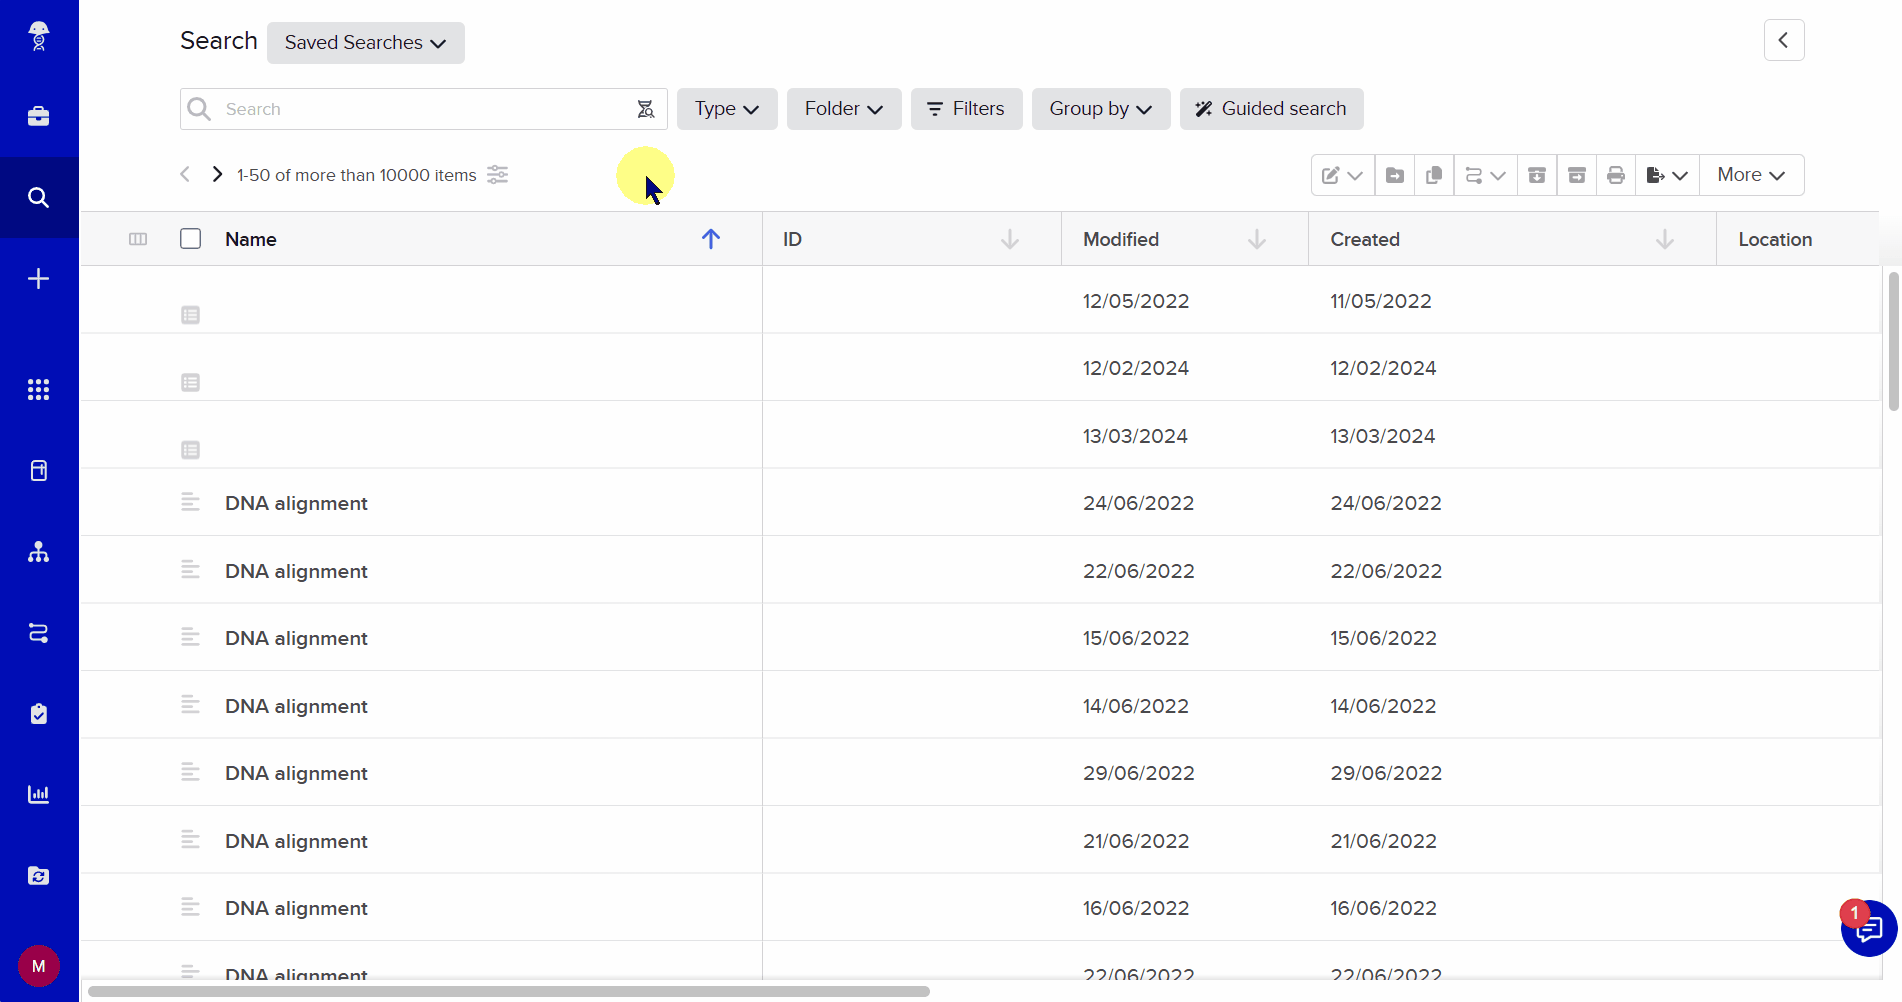 Search Saved Searches
Search Type Folder Filters Group by Guided search
1-50 of more than 10000 items More
Name ID Modified Created Location
12/05/2022 11/05/2022
12/02/2024 12/02/2024
13/03/2024 13/03/2024
DNA alignment 24/06/2022 24/06/2022
DNA alignment 22/06/2022 22/06/2022
DNA alignment 15/06/2022 15/06/2022
DNA alignment 14/06/2022 14/06/2022
DNA alignment 29/06/2022 29/06/2022
DNA alignment 21/06/2022 21/06/2022
DNA alignment 16/06/2022 16/06/2022
1
M
DNA alignment 22/06/2022 22/06/2022